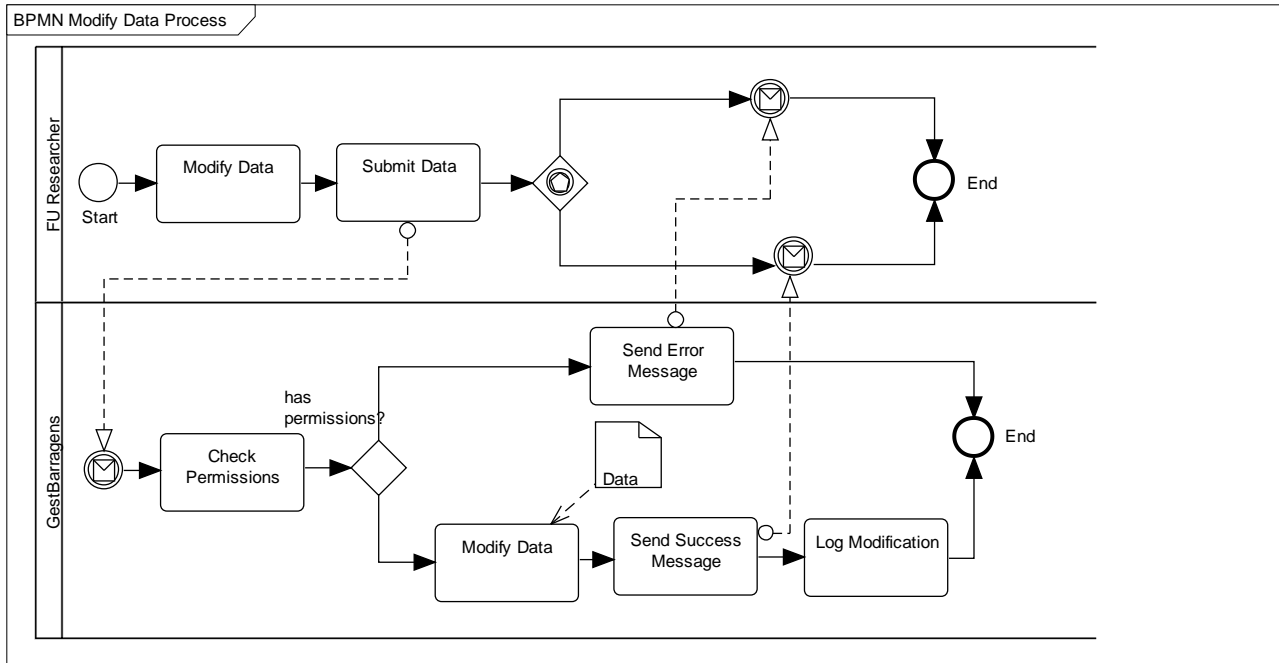 BPMN Modify Data Process
FU Researcher
Start
Modify Data
Submit Data
End
GestBarragens
Check
Permissions
has
permissions?
Send Error
Message
Data
Modify Data
Send Success
Message
Log Modification
End